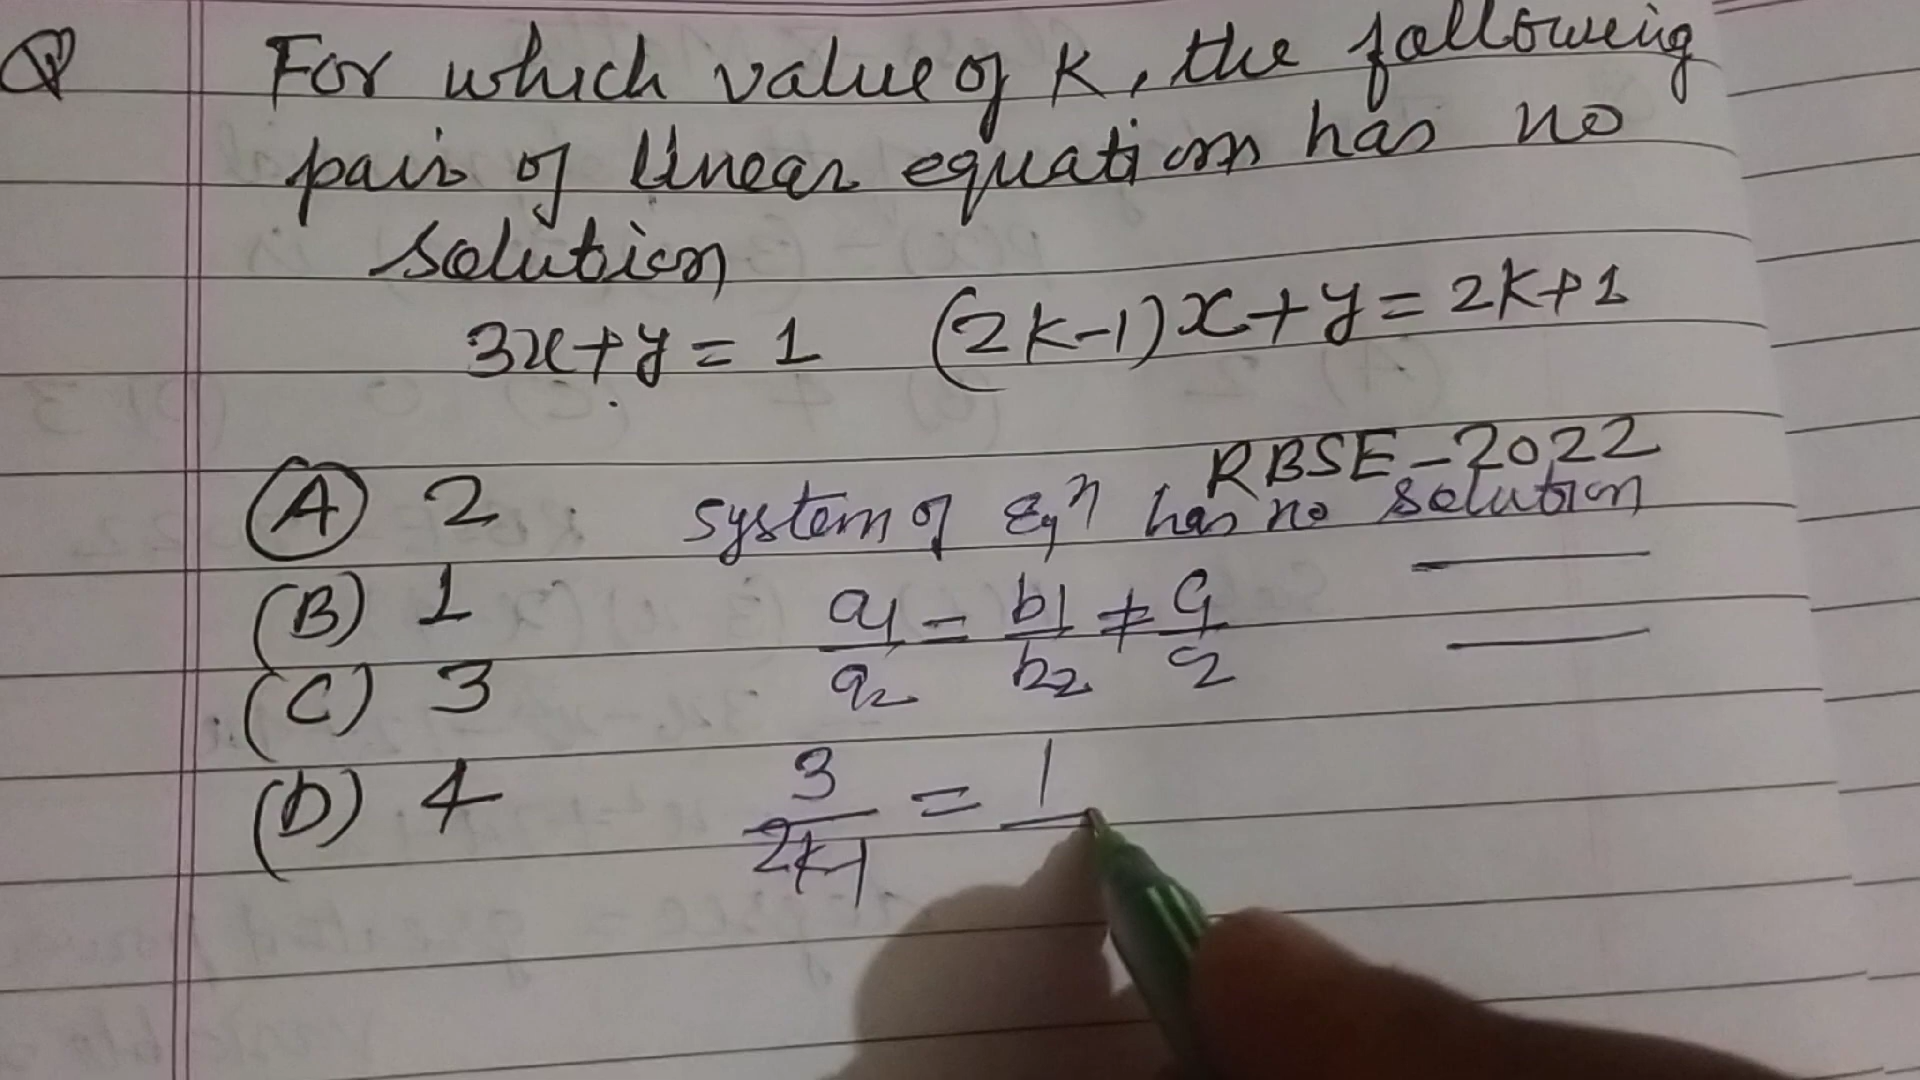 Q For which value of K, the following
pair of linear equation has no
solution
3x+y = 1 (2K-1)x+y = 2K+1
RBSE-2022
(A) 2 system of Eqⁿ has no solution
(B) 1 a1/a2 = b1/b2 ≠ c1/c2
(C) 3
(D) 4 3/2K-1 = 1